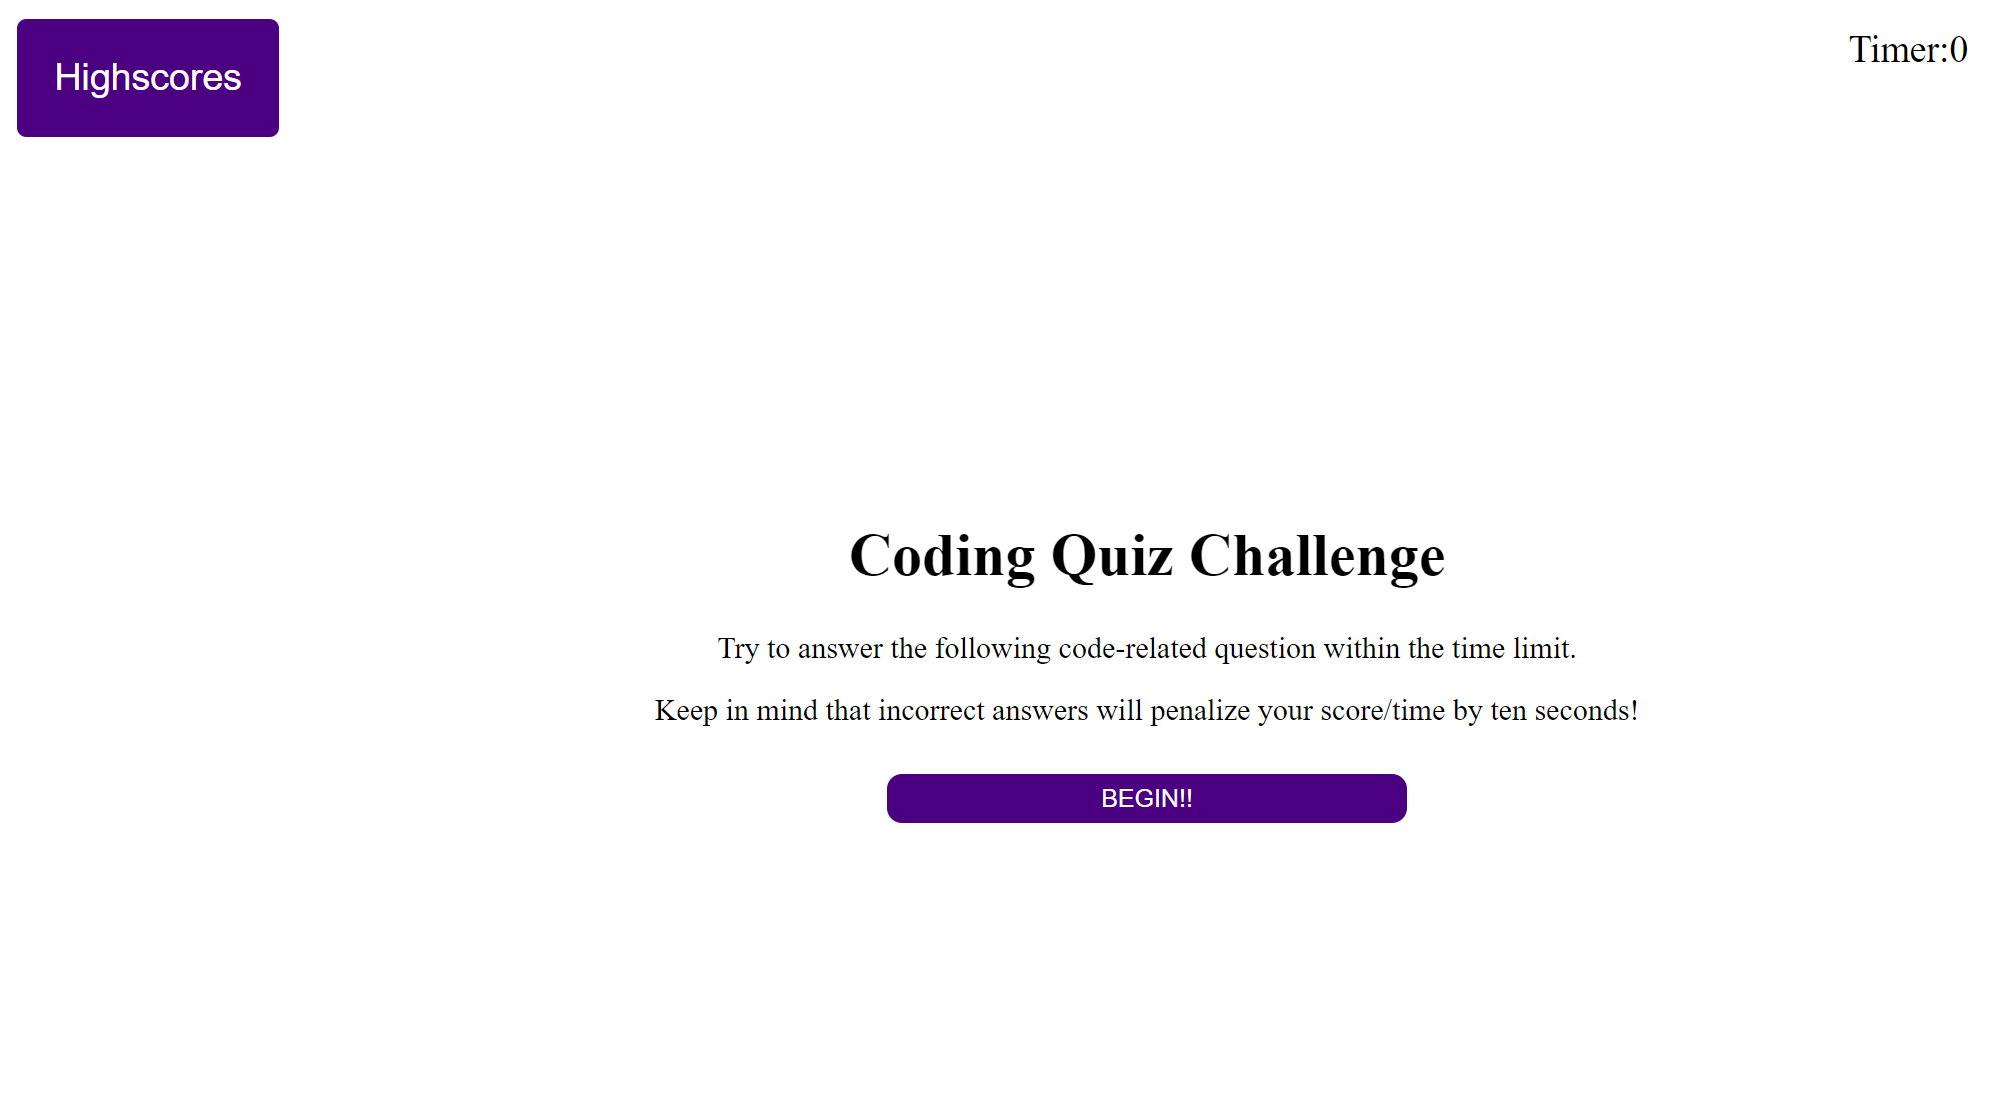 Highscores
Timer:0
Coding Quiz Challenge
Try to answer the following code-related question within the time limit.
Keep in mind that incorrect answers will penalize your score/time by ten seconds!
BEGIN!!